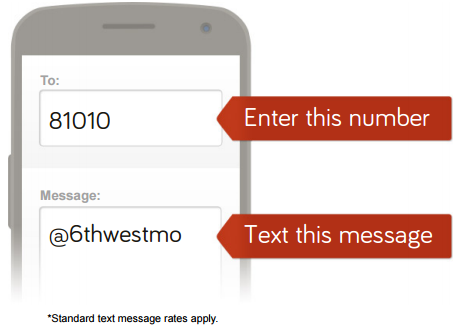 To:
81010
Enter this number
Message:
@6thwestmo
Text this message
*Standard text message rates apply.